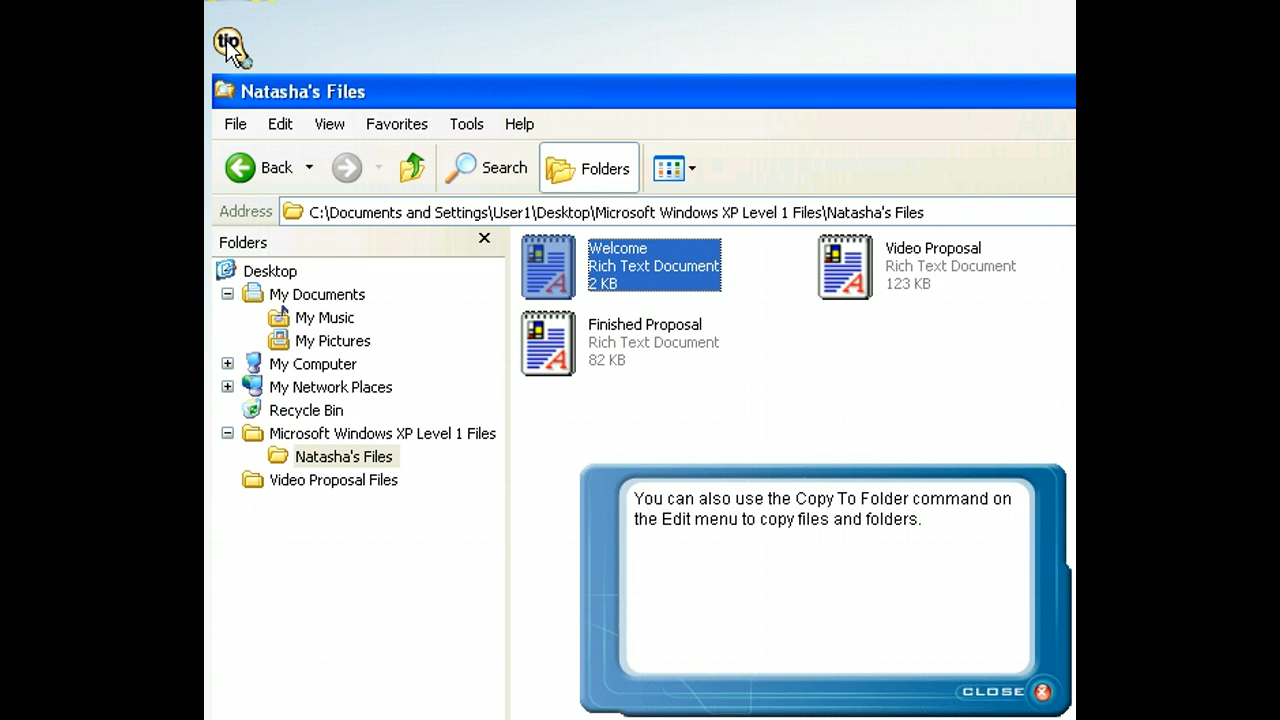 tip
Natasha's Files
File Edit View Favorites Tools Help
Back Search Folders
Address C:\Documents and Settings\User1\Desktop\Microsoft Windows XP Level 1 Files\Natasha's Files
Folders
Desktop
My Documents
My Music
My Pictures
My Computer
My Network Places
Recycle Bin
Microsoft Windows XP Level 1 Files
Natasha's Files
Video Proposal Files
Welcome
Rich Text Document
2 KB
Video Proposal
Rich Text Document
123 KB
Finished Proposal
Rich Text Document
82 KB
You can also use the Copy To Folder command on
the Edit menu to copy files and folders.
CLOSE